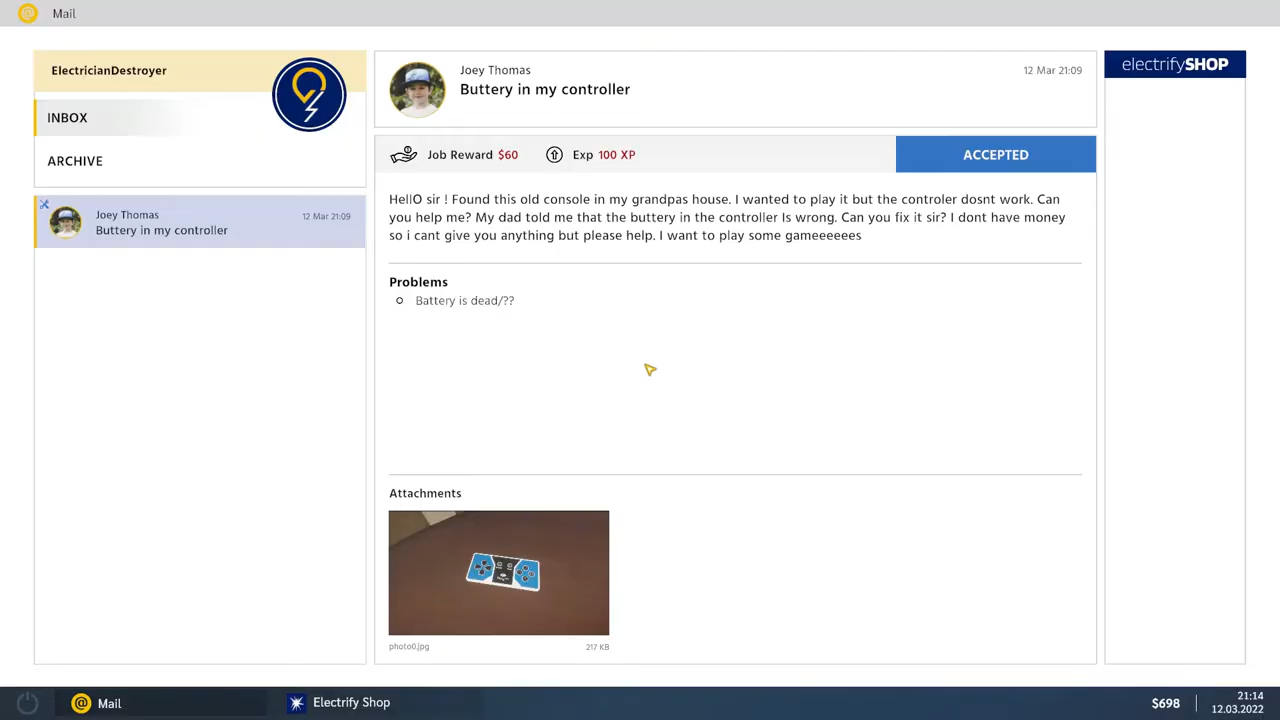 Mail
ElectricianDestroyer
INBOX
ARCHIVE
Joey Thomas
12 Mar 21:09
Buttery in my controller
Joey Thomas
12 Mar 21:09
Buttery in my controller
Job Reward $60
Exp 100 XP
ACCEPTED
HellO sir ! Found this old console in my grandpas house. I wanted to play it but the controler dosnt work. Can
you help me? My dad told me that the buttery in the controller Is wrong. Can you fix it sir? I dont have money
so i cant give you anything but please help. I want to play some gameeeeees
Problems
Battery is dead/??
Attachments
photo0.jpg
217 KB
electrifySHOP
Mail
Electrify Shop
$698
21:14
12.03.2022